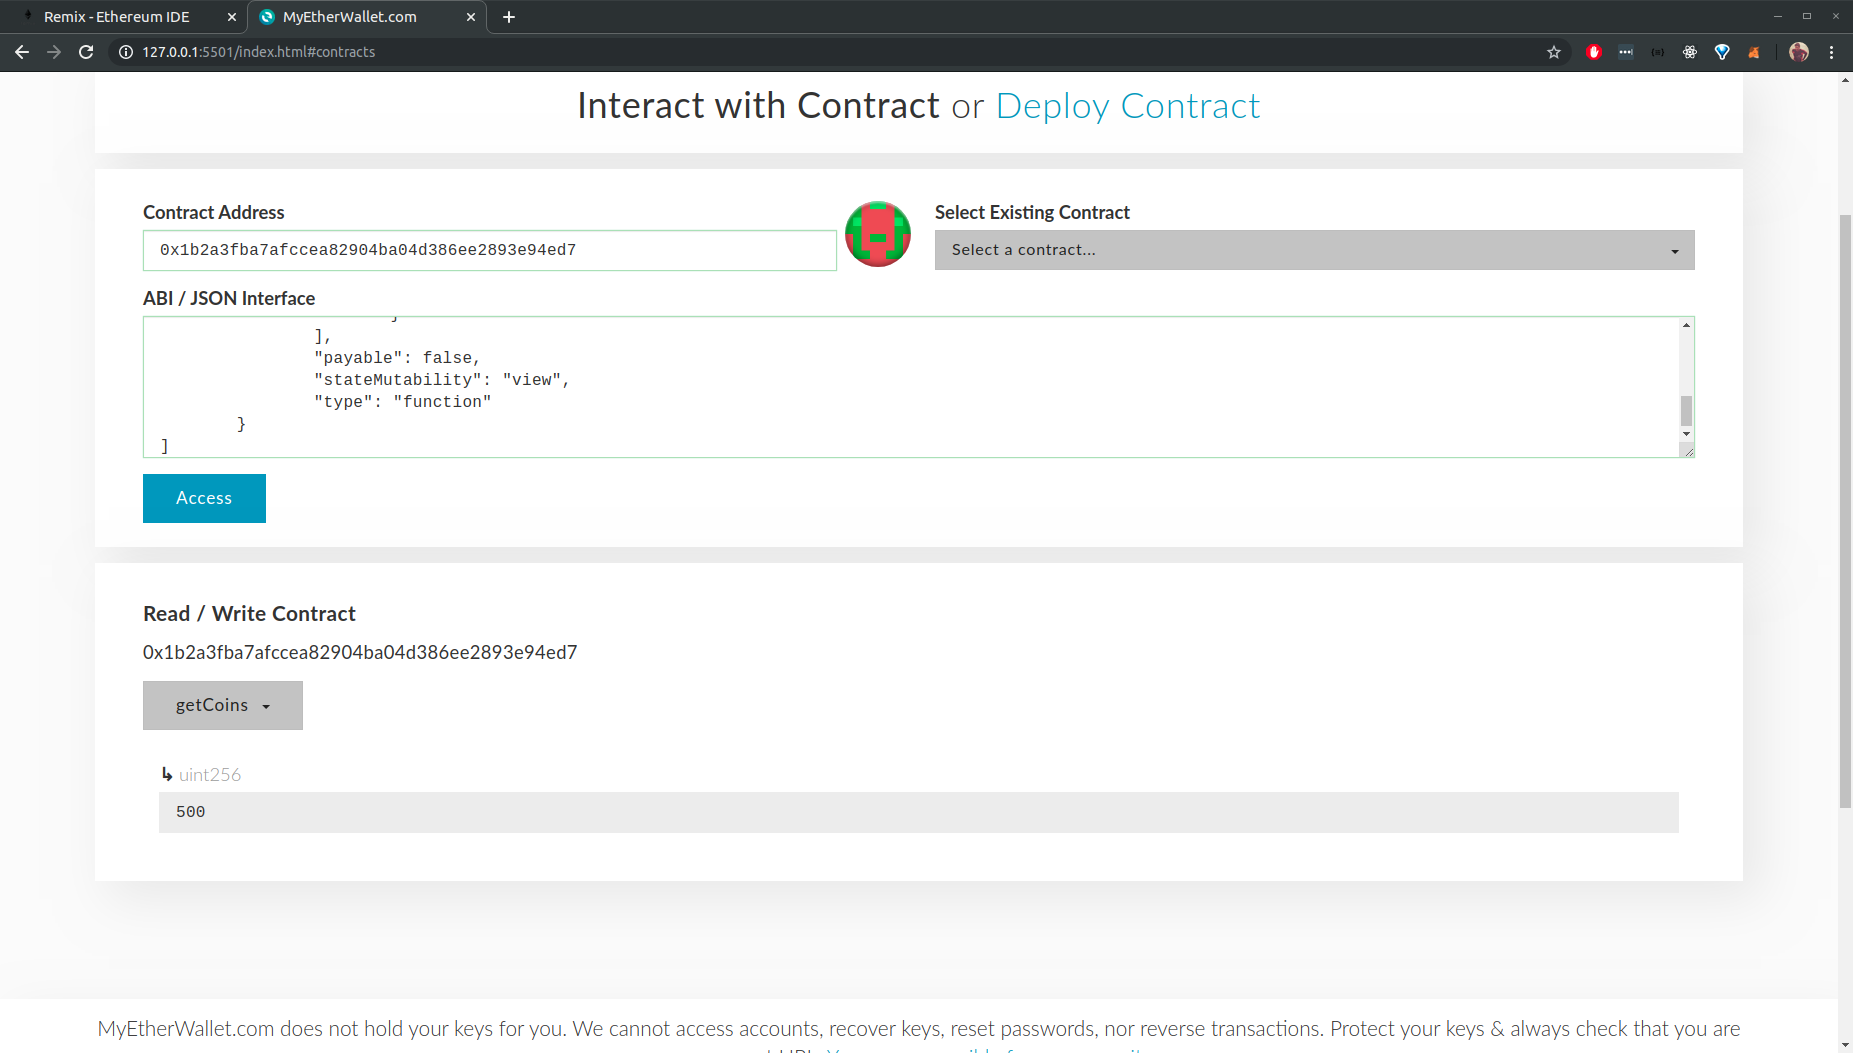 Remix - Ethereum IDE
MyEtherWallet.com
127.0.0.1:5501/index.html#contracts
Interact with Contract or Deploy Contract
Contract Address
0x1b2a3fba7afccea82904ba04d386ee2893e94ed7
Select Existing Contract
Select a contract...
ABI / JSON Interface
],
"payable": false,
"stateMutability": "view",
"type": "function"
}
]
Access
Read / Write Contract
0x1b2a3fba7afccea82904ba04d386ee2893e94ed7
getCoins
uint256
500
MyEtherWallet.com does not hold your keys for you. We cannot access accounts, recover keys, reset passwords, nor reverse transactions. Protect your keys & always check that you are